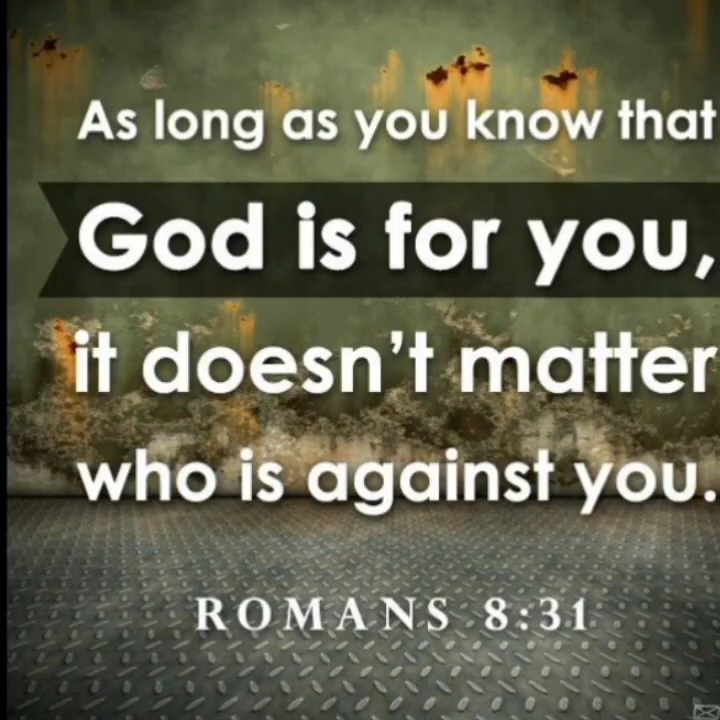 As long as you know that
God is for you,
it doesn't matter
who is against you.
ROMANS 8:31